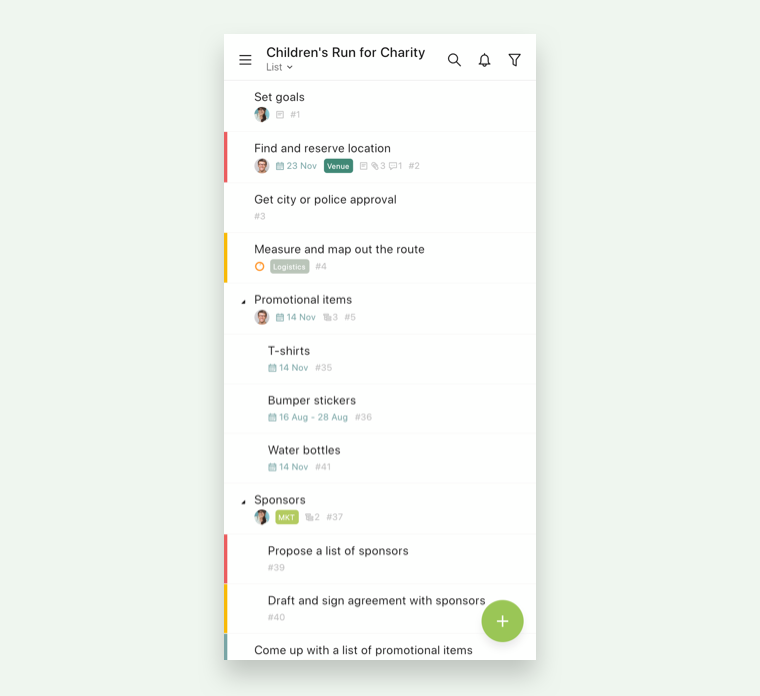 Children's Run for Charity
List
Set goals
#1
Find and reserve location
23 Nov Venue 3 1 #2
Get city or police approval
#3
Measure and map out the route
Logistics #4
Promotional items
14 Nov 3 #5
T-shirts
14 Nov #35
Bumper stickers
16 Aug - 28 Aug #36
Water bottles
14 Nov #41
Sponsors
MKT 2 #37
Propose a list of sponsors
#39
Draft and sign agreement with sponsors
#40
Come up with a list of promotional items